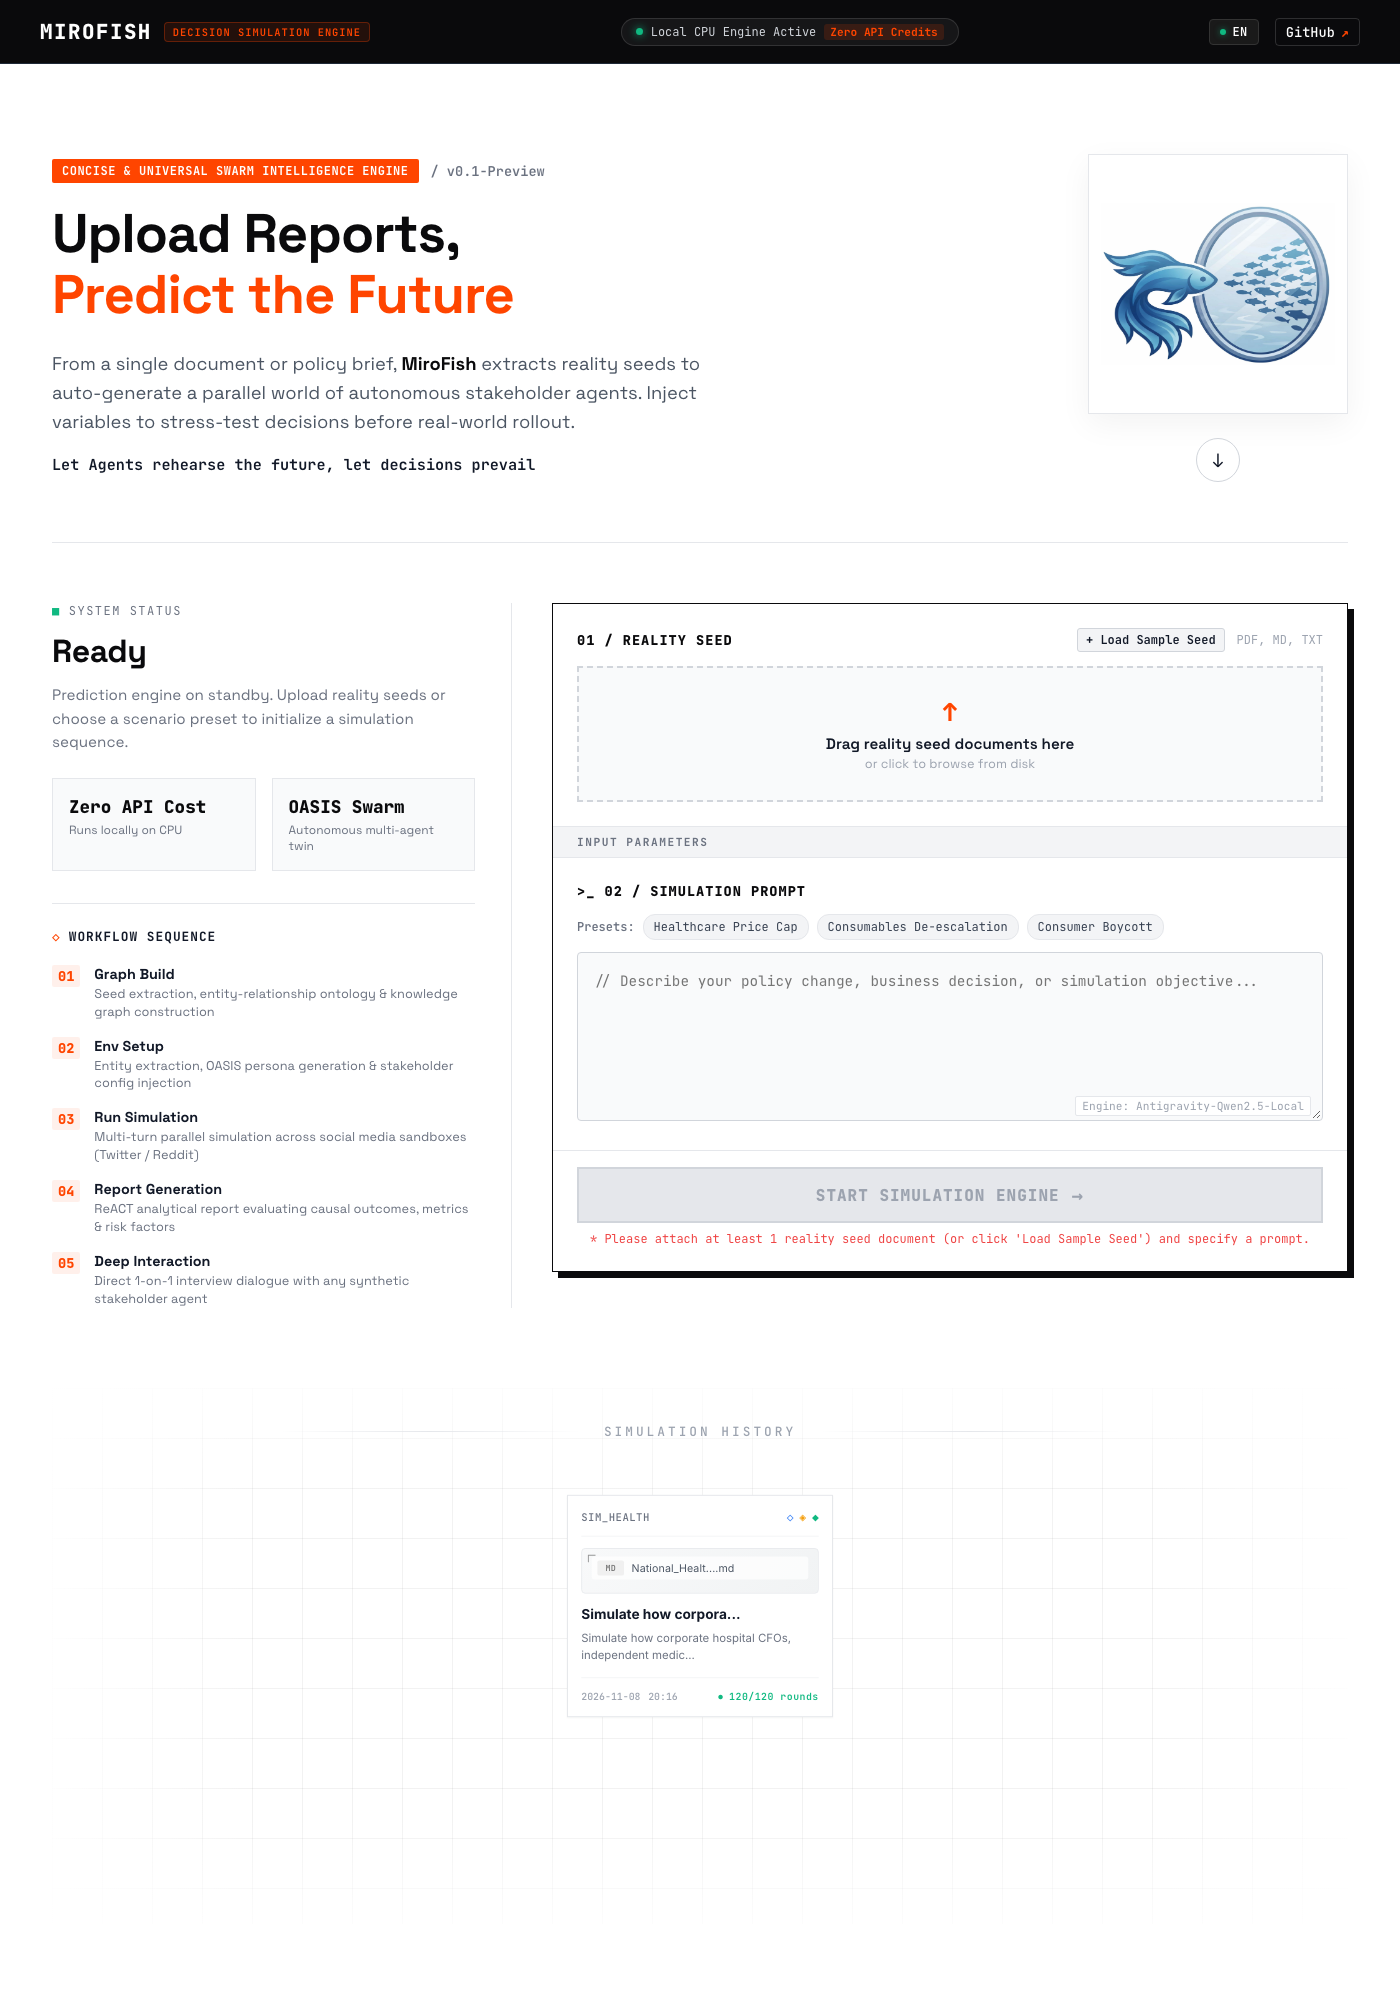 MIROFISH DECISION SIMULATION ENGINE
Local CPU Engine Active Zero API Credits
EN
GitHub ↗
CONCISE & UNIVERSAL SWARM INTELLIGENCE ENGINE / v0.1-Preview
Upload Reports,
Predict the Future
From a single document or policy brief, MiroFish extracts reality seeds to
auto-generate a parallel world of autonomous stakeholder agents. Inject
variables to stress-test decisions before real-world rollout.
Let Agents rehearse the future, let decisions prevail
↓
■ SYSTEM STATUS
Ready
Prediction engine on standby. Upload reality seeds or
choose a scenario preset to initialize a simulation
sequence.
Zero API Cost
Runs locally on CPU
OASIS Swarm
Autonomous multi-agent
twin
◇ WORKFLOW SEQUENCE
01 Graph Build
Seed extraction, entity-relationship ontology & knowledge
graph construction
02 Env Setup
Entity extraction, OASIS persona generation & stakeholder
config injection
03 Run Simulation
Multi-turn parallel simulation across social media sandboxes
(Twitter / Reddit)
04 Report Generation
ReACT analytical report evaluating causal outcomes, metrics
& risk factors
05 Deep Interaction
Direct 1-on-1 interview dialogue with any synthetic
stakeholder agent
01 / REALITY SEED
+ Load Sample Seed PDF, MD, TXT
↑
Drag reality seed documents here
or click to browse from disk
INPUT PARAMETERS
>_ 02 / SIMULATION PROMPT
Presets: Healthcare Price Cap Consumables De-escalation Consumer Boycott
// Describe your policy change, business decision, or simulation objective...
Engine: Antigravity-Qwen2.5-Local
START SIMULATION ENGINE →
* Please attach at least 1 reality seed document (or click 'Load Sample Seed') and specify a prompt.
SIMULATION HISTORY
SIM_HEALTH ◇ ◈ ◆
MD National_Healt....md
Simulate how corpora...
Simulate how corporate hospital CFOs,
independent medic...
2026-11-08 20:16 ● 120/120 rounds